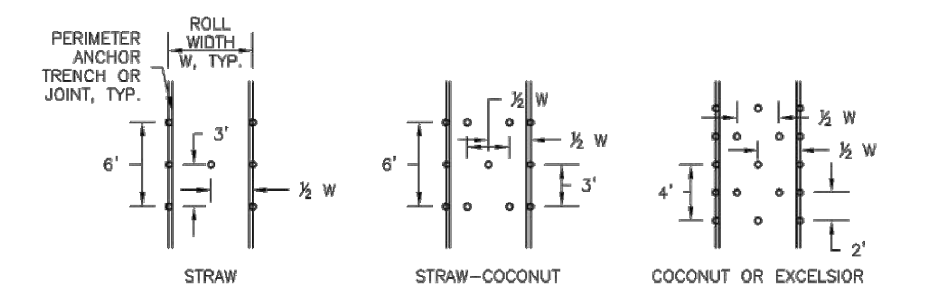 ROLL
WIDTH
W, TYP.
PERIMETER
ANCHOR
TRENCH OR
JOINT, TYP.
3'
6'
½ W
STRAW
½ W
½ W
6'
3'
STRAW-COCONUT
½ W
½ W
4'
2'
COCONUT OR EXCELSIOR